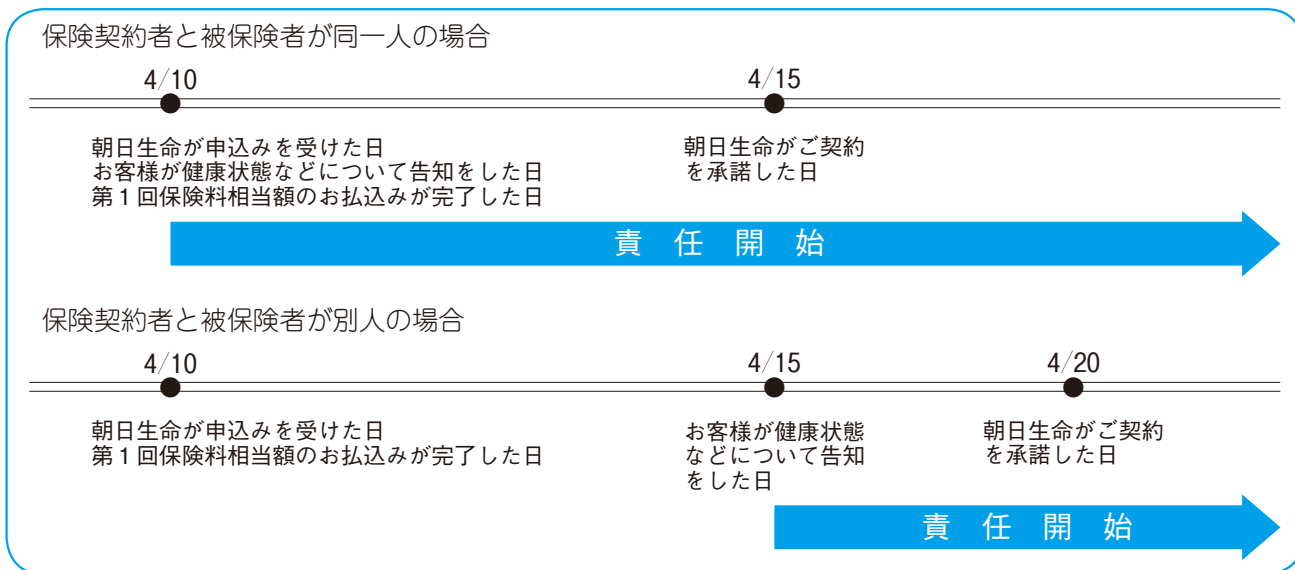 保険契約者と被保険者が同一人の場合
4/10
4/15
朝日生命が申込みを受けた日
お客様が健康状態などについて告知をした日
第1回保険料相当額のお払込みが完了した日
朝日生命がご契約
を承諾した日
責任開始
保険契約者と被保険者が別人の場合
4/10
4/15
4/20
朝日生命が申込みを受けた日
第1回保険料相当額のお払込みが完了した日
お客様が健康状態
などについて告知
をした日
朝日生命がご契約
を承諾した日
責任開始